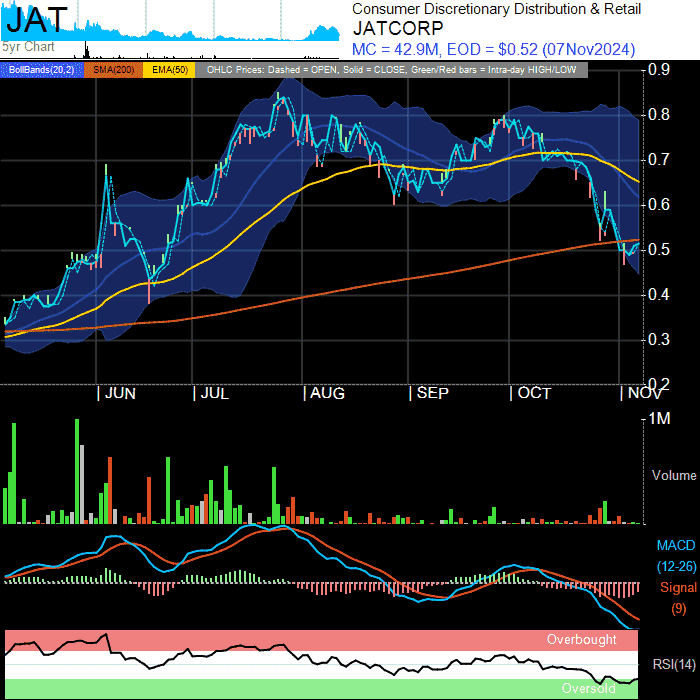 JAT
5yr Chart
Consumer Discretionary Distribution & Retail
JATCORP
MC = 42.9M, EOD = $0.52 (07Nov2024)
BollBands(20,2) SMA(200) EMA(50) OHLC Prices: Dashed = OPEN, Solid = CLOSE, Green/Red bars = Intra-day HIGH/LOW
0.9
0.8
0.7
0.6
0.5
0.4
0.3
0.2
| JUN | JUL | AUG | SEP | OCT | NOV
1M
Volume
MACD
(12-26)
Signal
(9)
Overbought
RSI(14)
Oversold